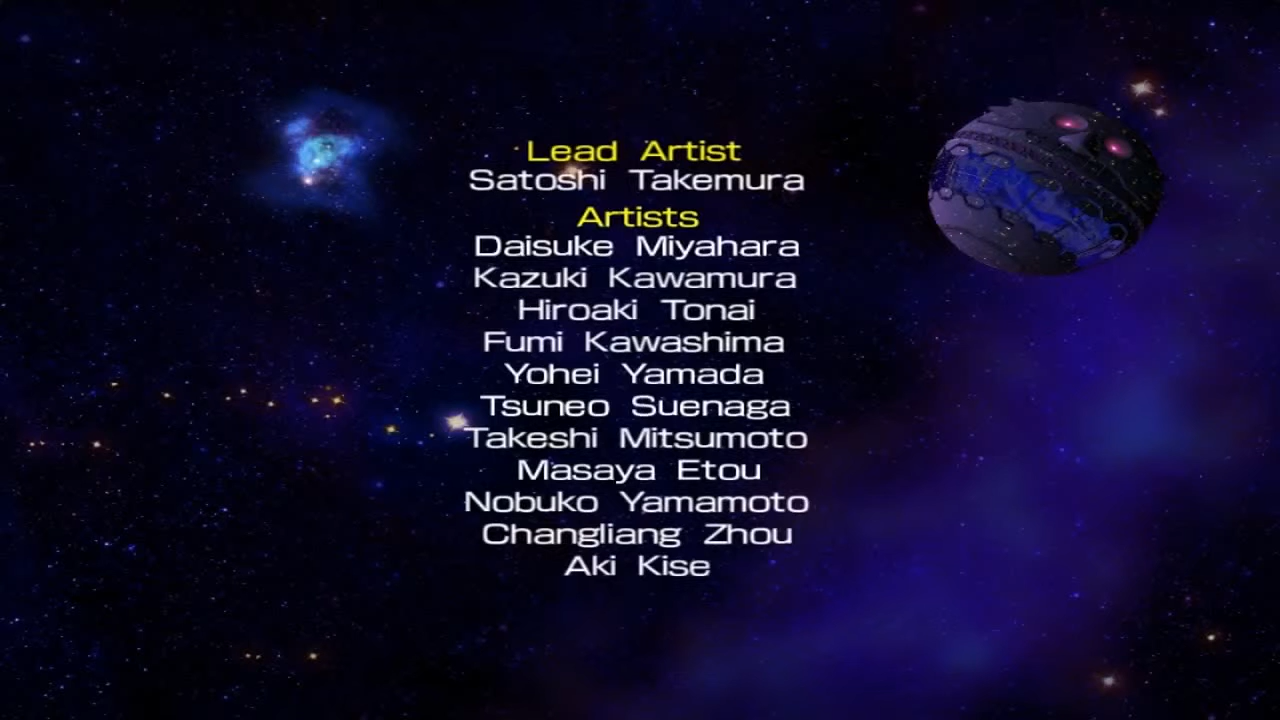 Lead Artist
Satoshi Takemura
Artists
Daisuke Miyahara
Kazuki Kawamura
Hiroaki Tonai
Fumi Kawashima
Yohei Yamada
Tsuneo Suenaga
Takeshi Mitsumoto
Masaya Etou
Nobuko Yamamoto
Changliang Zhou
Aki Kise